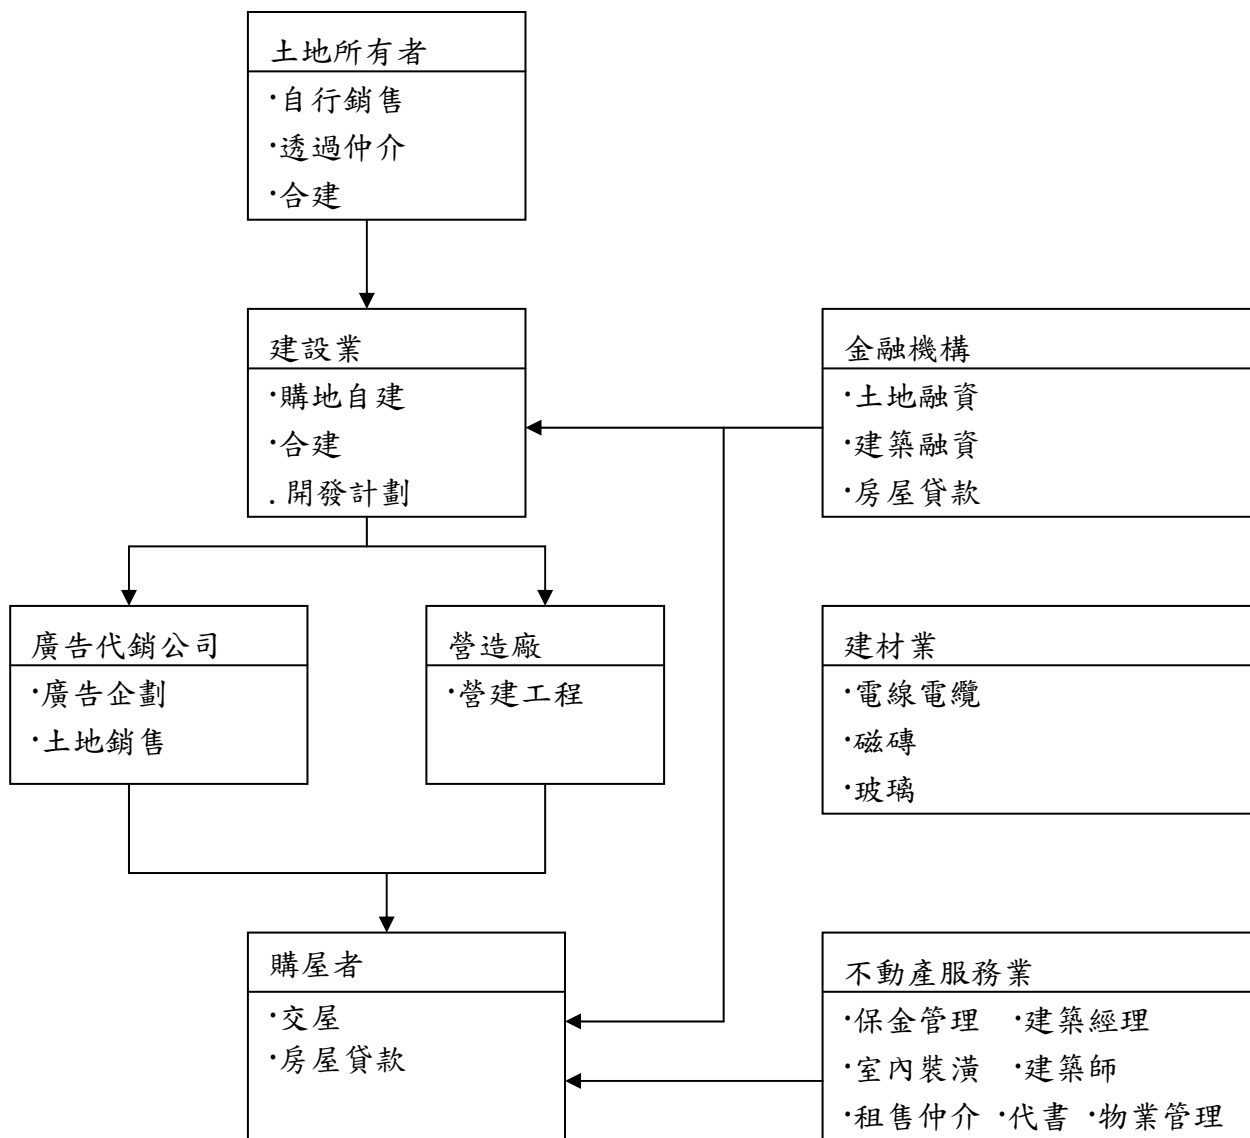 土地所有者
·自行銷售
·透過仲介
·合建
建設業
·購地自建
·合建
. 開發計劃
金融機構
·土地融資
·建築融資
·房屋貸款
廣告代銷公司
·廣告企劃
·土地銷售
營造廠
·營建工程
建材業
·電線電纜
·磁磚
·玻璃
購屋者
·交屋
·房屋貸款
不動產服務業
·保金管理 ·建築經理
·室內裝潢 ·建築師
·租售仲介 ·代書 ·物業管理